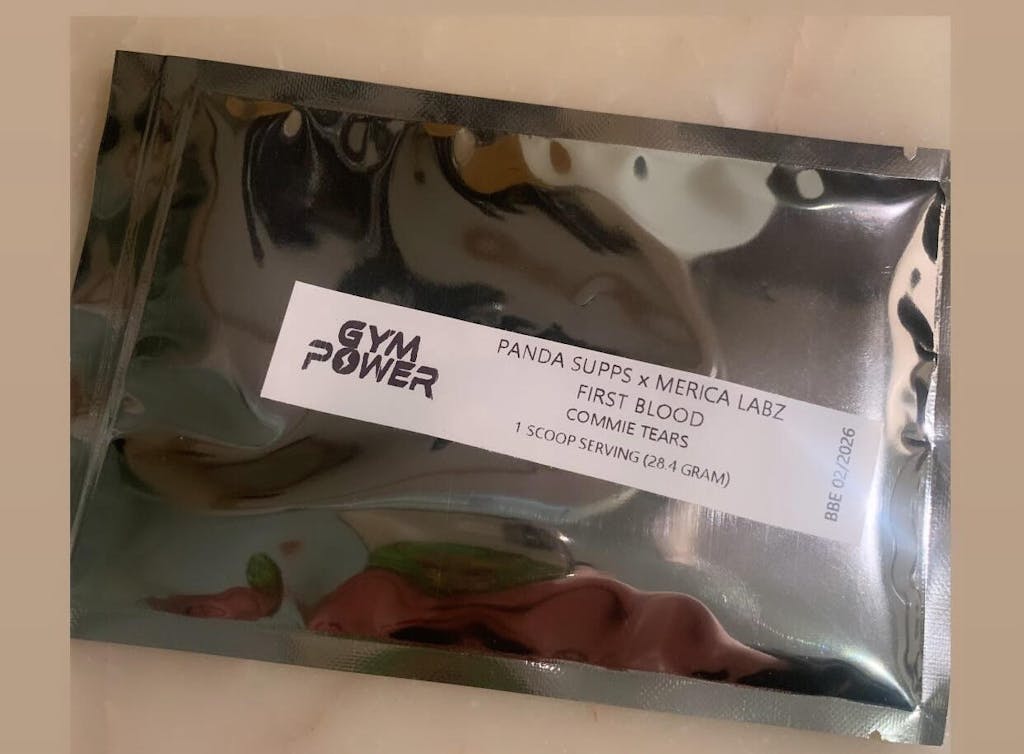 GYM
POWER
PANDA SUPPS x MERICA LABZ
FIRST BLOOD
COMMIE TEARS
1 SCOOP SERVING (28.4 GRAM)
BBE 02/2026